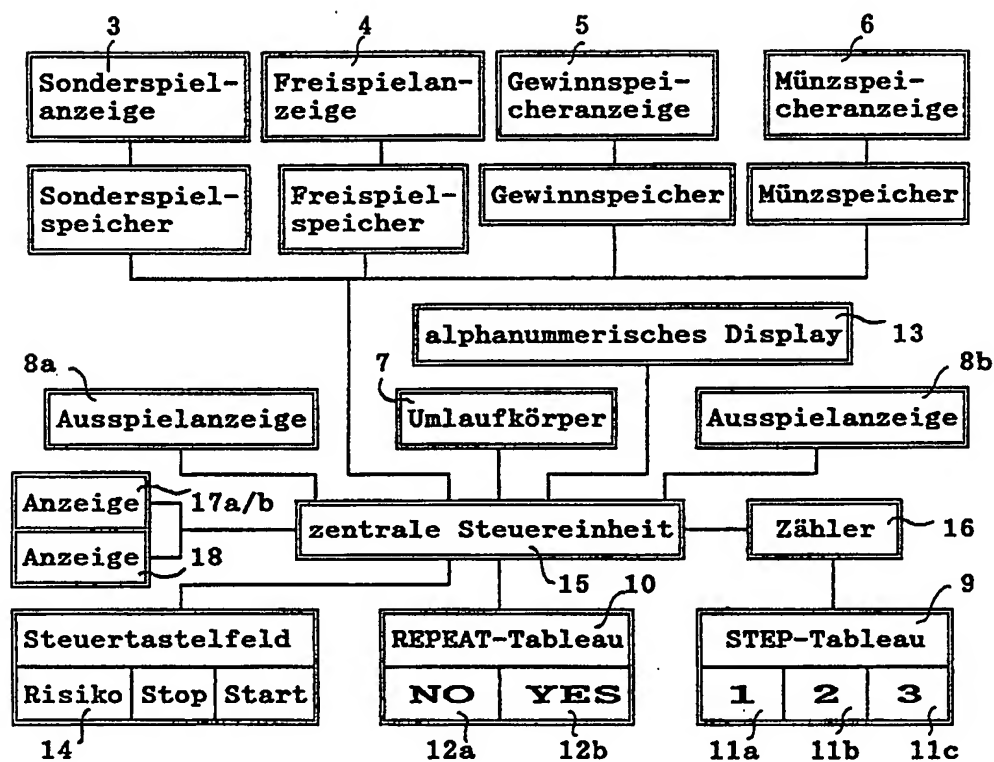 3 4 5 6
Sonderspiel-
anzeige
Freispielan-
zeige
Gewinnspei-
cheranzeige
Münzspei-
cheranzeige
Sonderspiel-
speicher
Freispiel-
speicher
Gewinnspeicher
Münzspeicher
alphanummerisches Display
13
8a
7
8b
Ausspielanzeige
Umlaufkörper
Ausspielanzeige
Anzeige
17a/b
Anzeige
18
zentrale Steuereinheit
15
Zähler
16
10
9
Steuertastelfeld
Risiko Stop Start
14
REPEAT-Tableau
NO YES
12a 12b
STEP-Tableau
1 2 3
11a 11b 11c